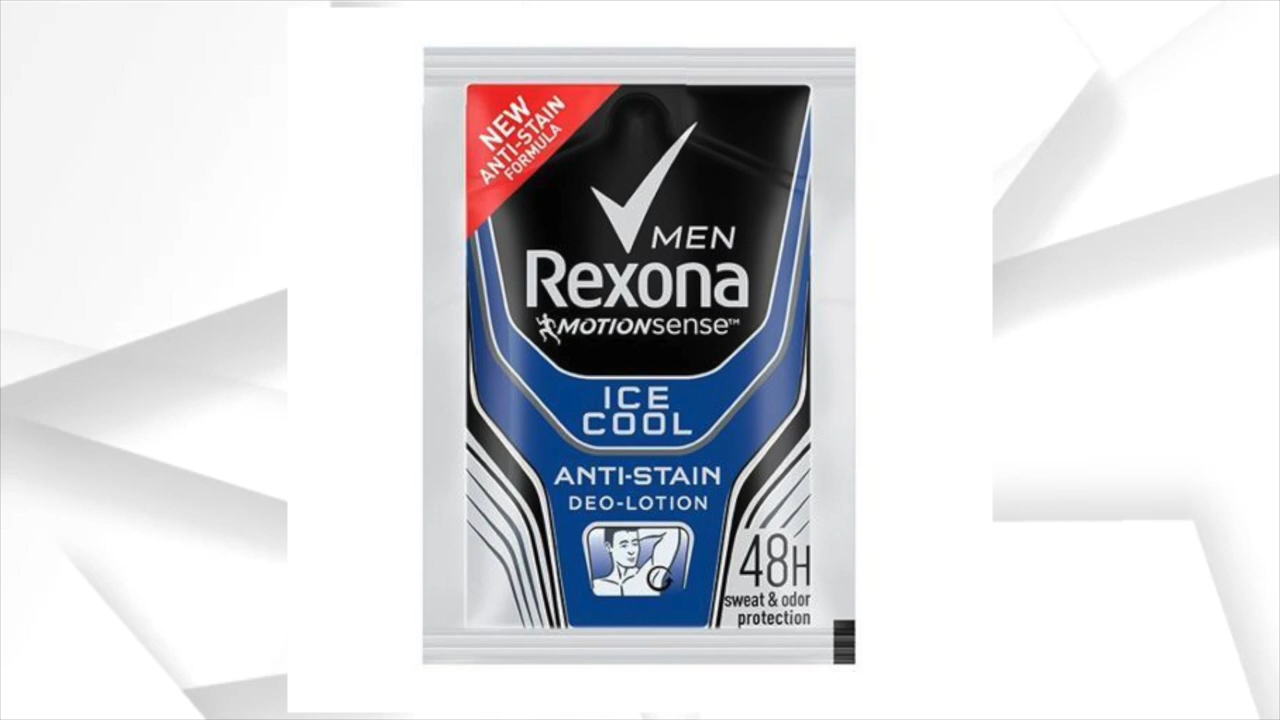 NEW
ANTI-STAIN
FORMULA
MEN
Rexona
MOTIONsense™
ICE
COOL
ANTI-STAIN
DEO-LOTION
48H
sweat & odor
protection